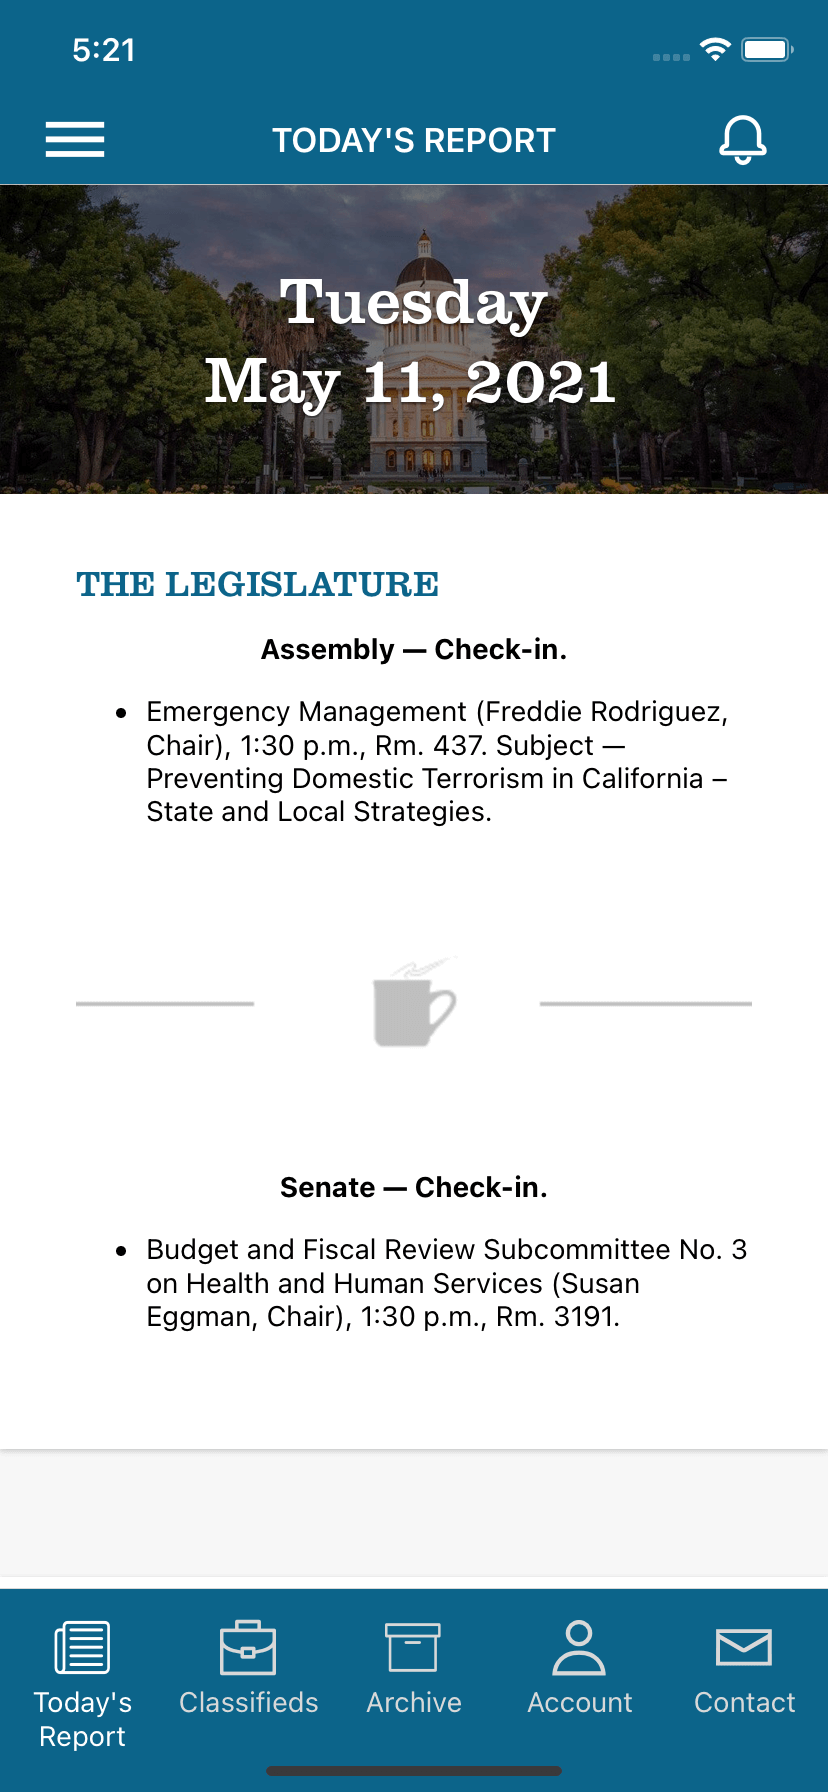 5:21
TODAY'S REPORT
Tuesday
May 11, 2021
THE LEGISLATURE
Assembly — Check-in.
• Emergency Management (Freddie Rodriguez,
Chair), 1:30 p.m., Rm. 437. Subject —
Preventing Domestic Terrorism in California –
State and Local Strategies.
Senate — Check-in.
• Budget and Fiscal Review Subcommittee No. 3
on Health and Human Services (Susan
Eggman, Chair), 1:30 p.m., Rm. 3191.
Today's
Report
Classifieds
Archive
Account
Contact